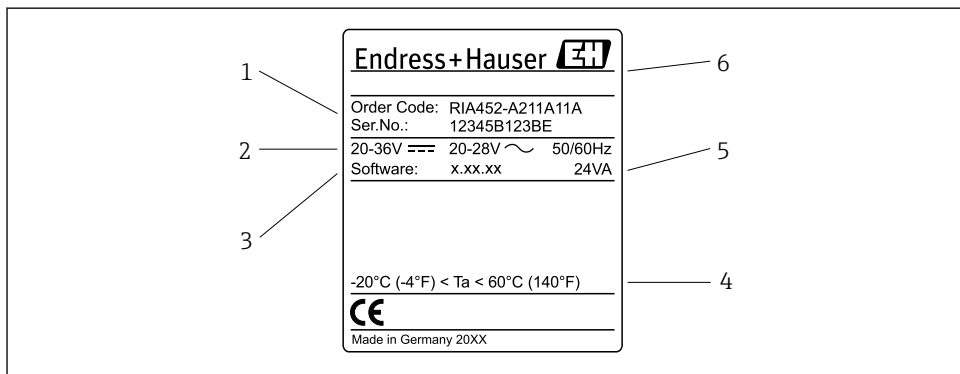 Endress+Hauser EH
1
6
Order Code: RIA452-A211A11A
Ser.No.: 12345B123BE
2
20-36V 20-28V 50/60Hz
5
Software: x.xx.xx 24VA
3
-20°C (-4°F) < Ta < 60°C (140°F)
4
CE
Made in Germany 20XX